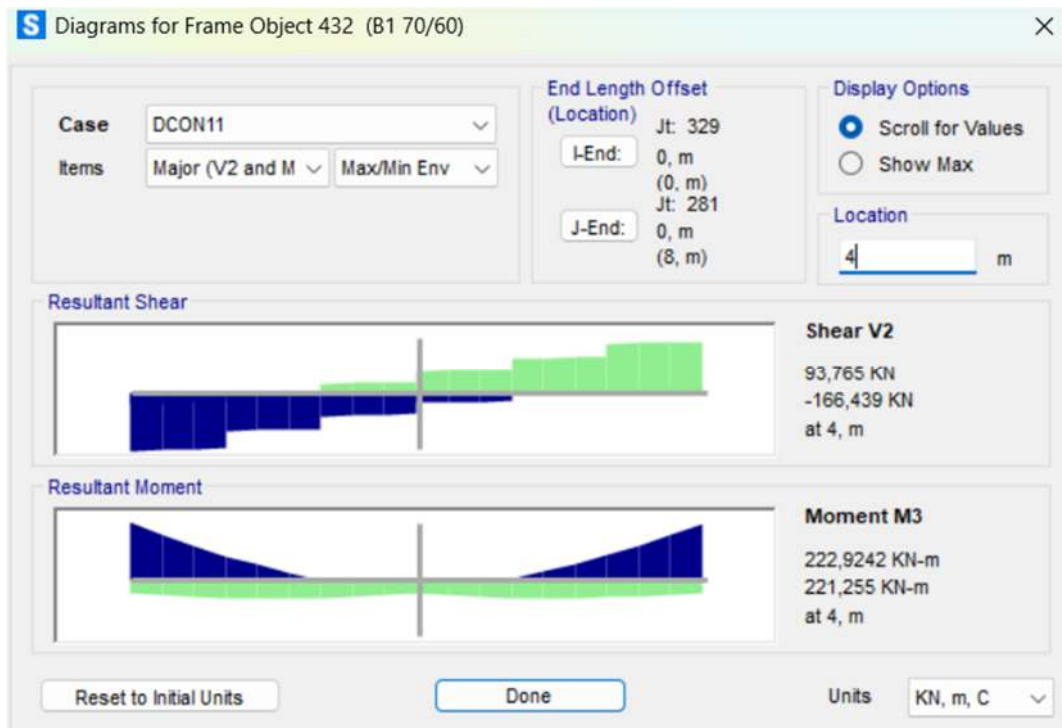 S Diagrams for Frame Object 432 (B1 70/60)
Case DCON11
Items Major (V2 and M Max/Min Env
End Length Offset
(Location)
Jt: 329
I-End: 0, m
(0, m)
Jt: 281
J-End: 0, m
(8, m)
Display Options
Scroll for Values
Show Max
Location
4 m
Resultant Shear
Shear V2
93,765 KN
-166,439 KN
at 4, m
Resultant Moment
Moment M3
222,9242 KN-m
221,255 KN-m
at 4, m
Reset to Initial Units Done Units KN, m, C